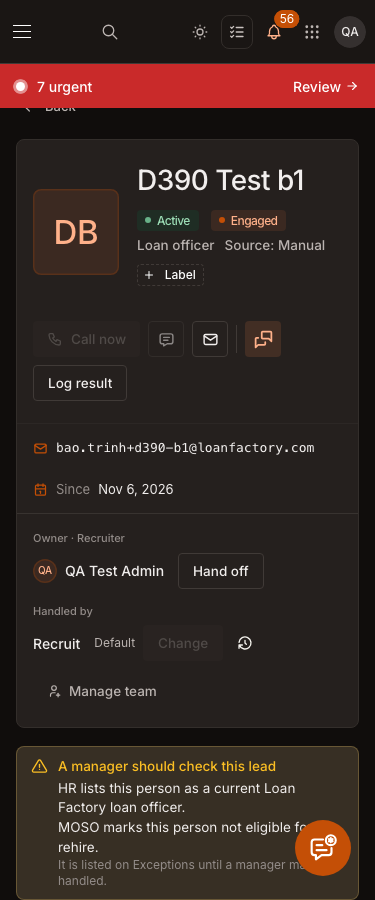 56
QA
7 urgent
Review →
Back
D390 Test b1
DB
Active
Engaged
Loan officer Source: Manual
+ Label
Call now
Log result
bao.trinh+d390-b1@loanfactory.com
Since Nov 6, 2026
Owner · Recruiter
QA QA Test Admin Hand off
Handled by
Recruit Default Change
Manage team
A manager should check this lead
HR lists this person as a current Loan
Factory loan officer.
MOSO marks this person not eligible
rehire.
It is listed on Exceptions until a manager
handled.